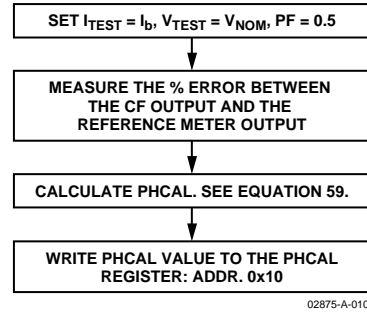 SET ITEST = Ib, VTEST = VNOM, PF = 0.5
MEASURE THE % ERROR BETWEEN
THE CF OUTPUT AND THE
REFERENCE METER OUTPUT
CALCULATE PHCAL. SEE EQUATION 59.
WRITE PHCAL VALUE TO THE PHCAL
REGISTER: ADDR. 0x10
02875-A-010